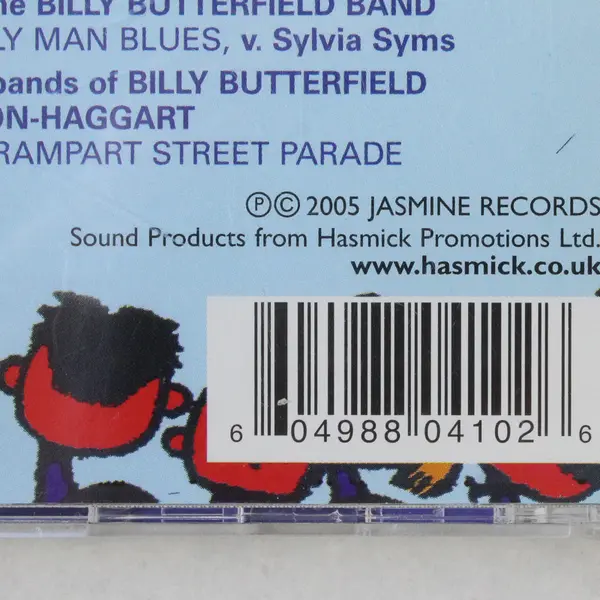 the BILLY BUTTERFIELD BAND
LY MAN BLUES, v. Sylvia Syms
bands of BILLY BUTTERFIELD
ON-HAGGART
RAMPART STREET PARADE
Ⓟ© 2005 JASMINE RECORDS
Sound Products from Hasmick Promotions Ltd.
www.hasmick.co.uk
6 04988 04102 6